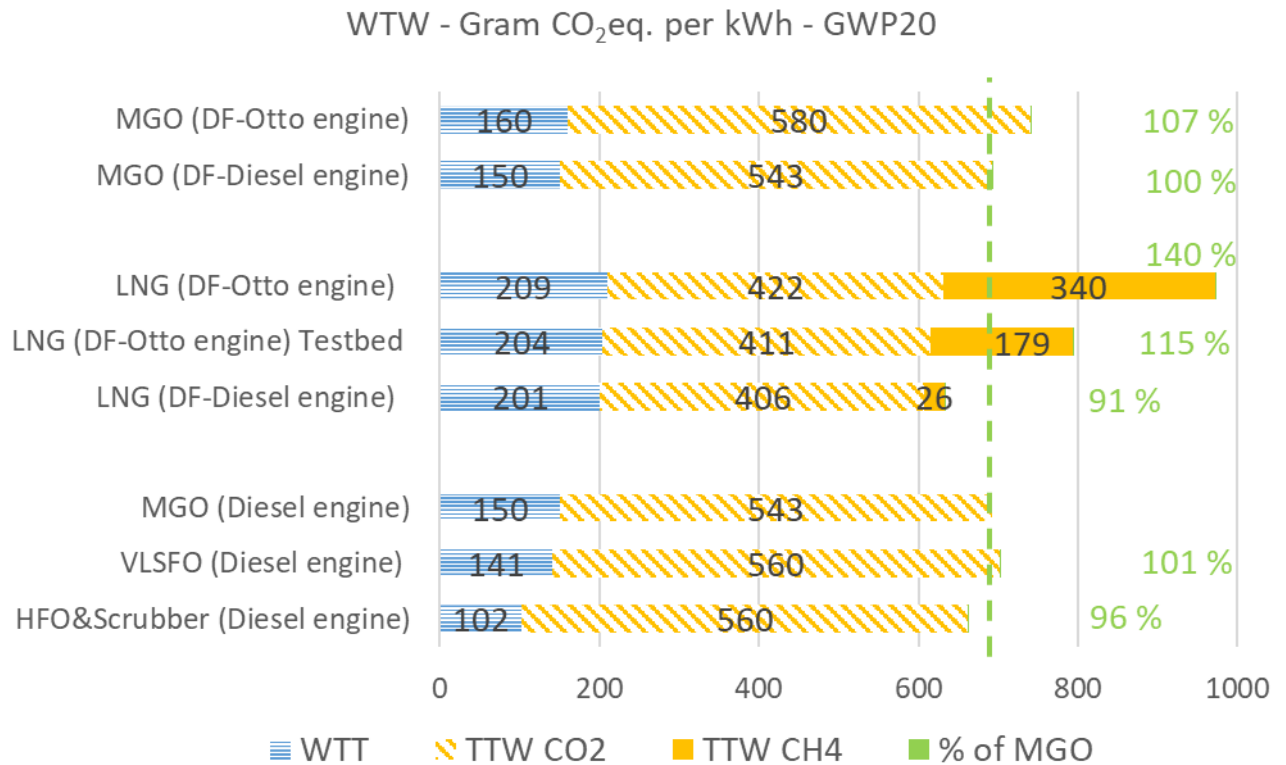 WTW - Gram CO₂eq. per kWh - GWP20
MGO (DF-Otto engine) 160 580 107 %
MGO (DF-Diesel engine) 150 543 100 %
140 %
LNG (DF-Otto engine) 209 422 340
LNG (DF-Otto engine) Testbed 204 411 179 115 %
LNG (DF-Diesel engine) 201 406 26 91 %
MGO (Diesel engine) 150 543
VLSFO (Diesel engine) 141 560 101 %
HFO&Scrubber (Diesel engine) 102 560 96 %
0 200 400 600 800 1000
WTT TTW CO2 TTW CH4 % of MGO